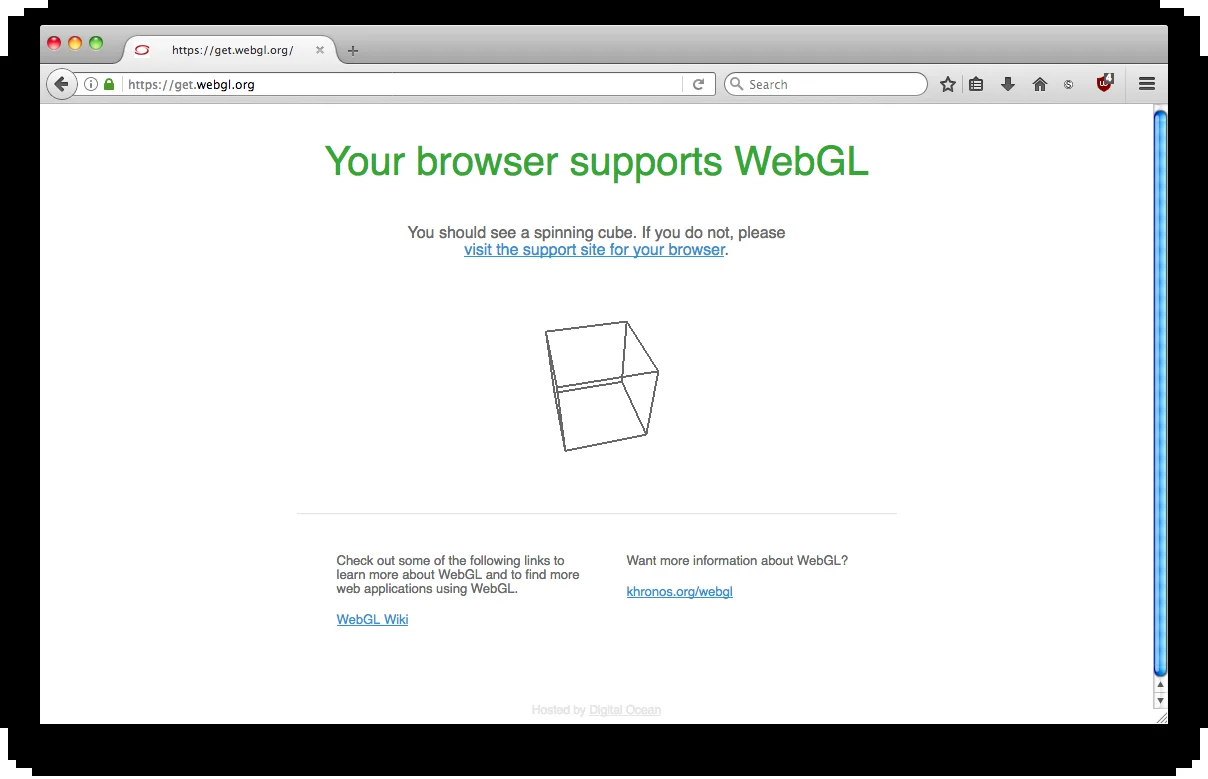 https://get.webgl.org/
https://get.webgl.org
Search
Your browser supports WebGL
You should see a spinning cube. If you do not, please
visit the support site for your browser.
Check out some of the following links to
learn more about WebGL and to find more
web applications using WebGL.
WebGL Wiki
Want more information about WebGL?
khronos.org/webgl
Hosted by Digital Ocean